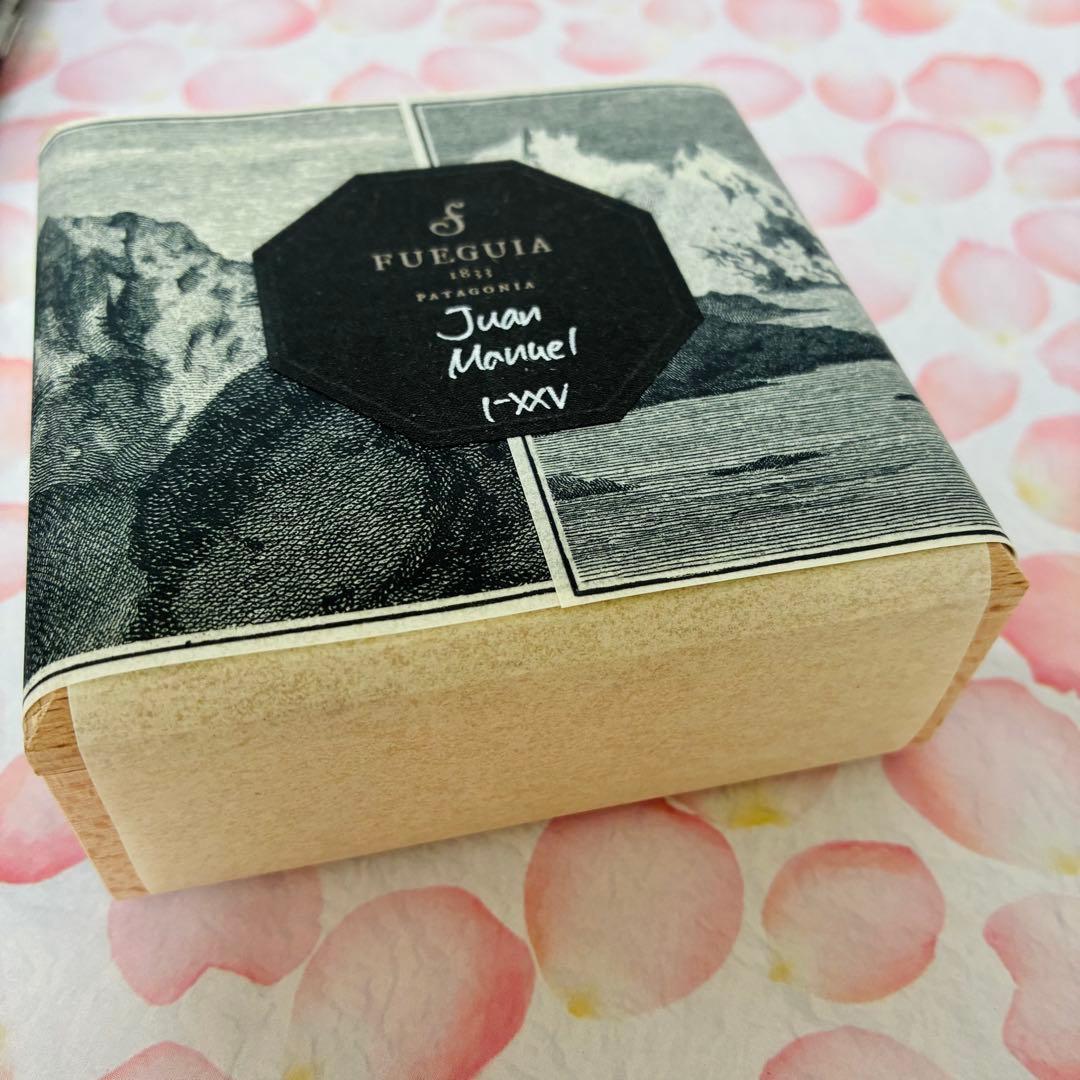 FUEGUIA
1833
PATAGONIA
Juan
Manuel
I-XXV